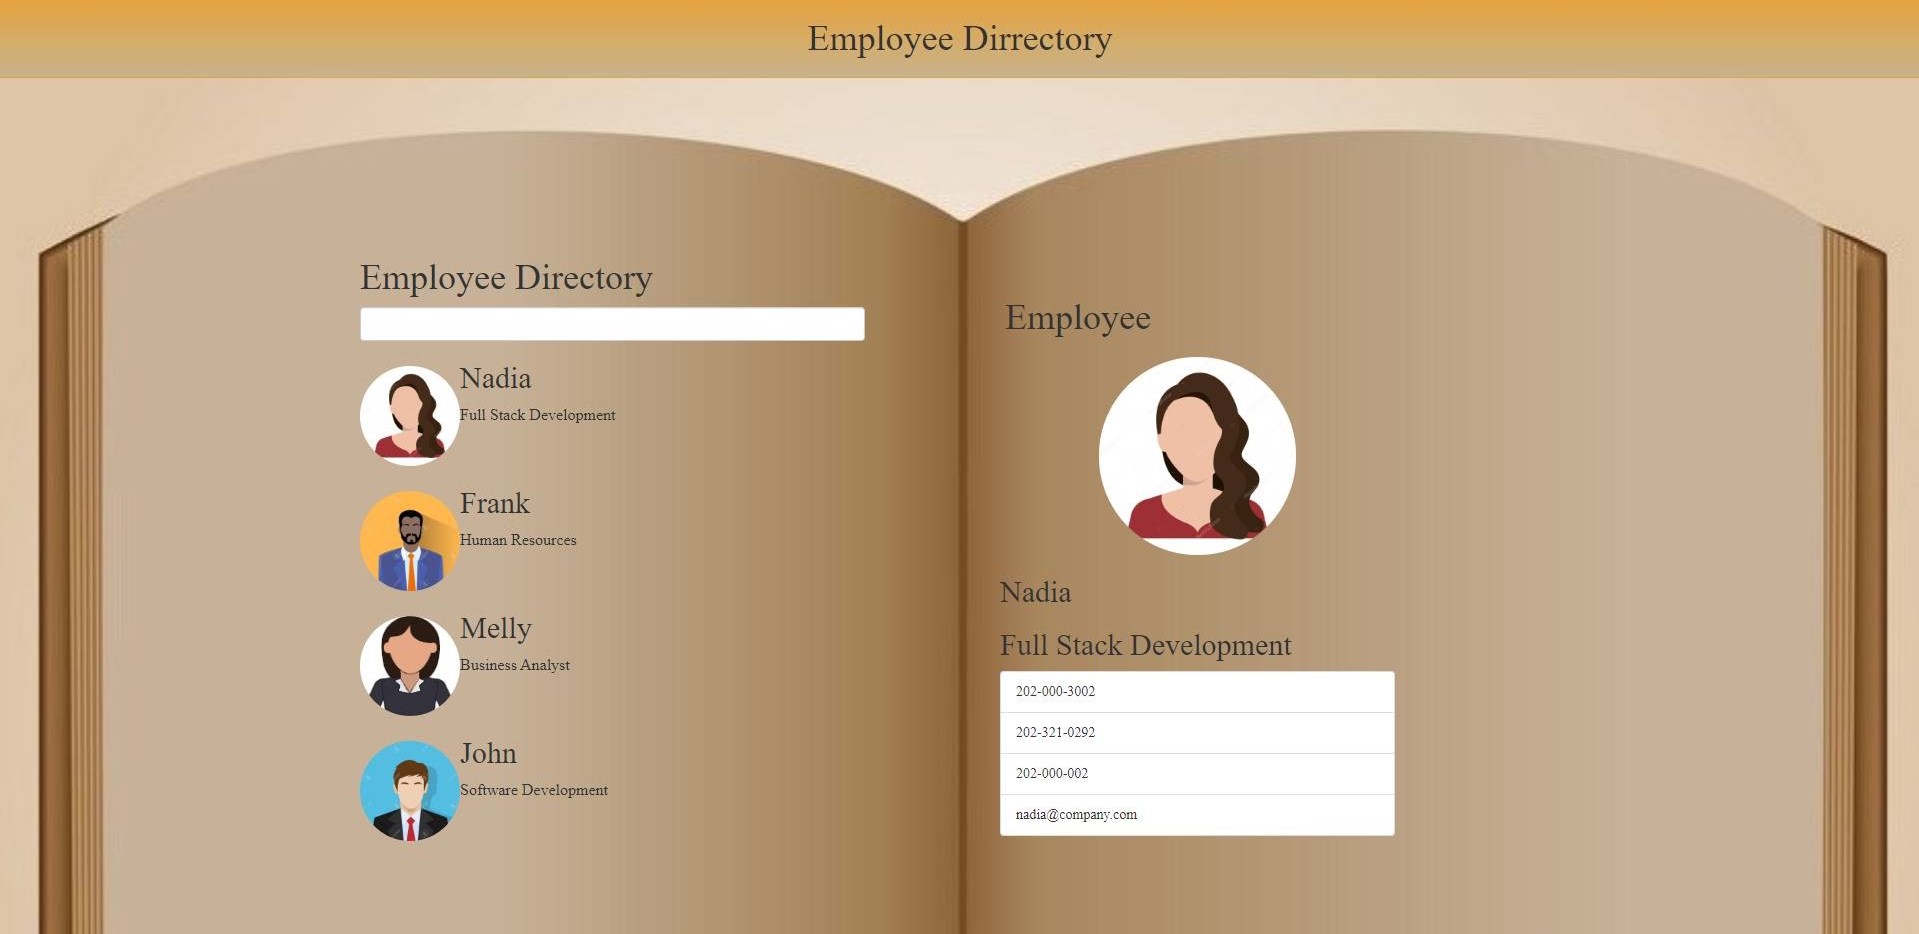 Employee Dirrectory
Employee Directory
Nadia
Full Stack Development
Frank
Human Resources
Melly
Business Analyst
John
Software Development
Employee
Nadia
Full Stack Development
202-000-3002
202-321-0292
202-000-002
nadia@company.com